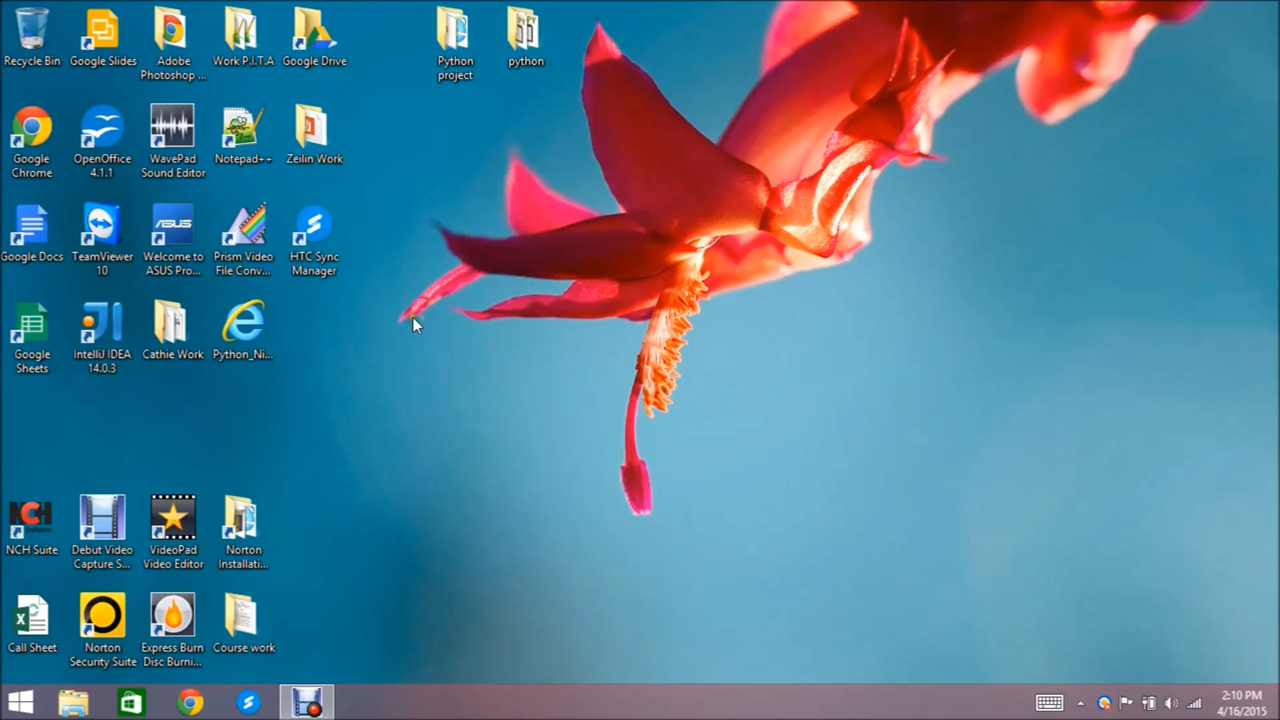 Recycle Bin
Google Slides
Adobe
Photoshop ...
Work P.I.T.A
Google Drive
Python
project
python
PY
PY
Google
Chrome
OpenOffice
4.1.1
WavePad
Sound Editor
Notepad++
Zeilin Work
Google Docs
TeamViewer
10
ASUS
Welcome to
ASUS Pro...
Prism Video
File Conv...
HTC Sync
Manager
Google
Sheets
IntelliJ IDEA
14.0.3
Cathie Work
Python_Ni...
NCH
NCH Suite
Debut Video
Capture S...
VideoPad
Video Editor
Norton
Installati...
Call Sheet
Norton
Security Suite
Express Burn
Disc Burni...
Course work
2:10 PM
4/16/2015